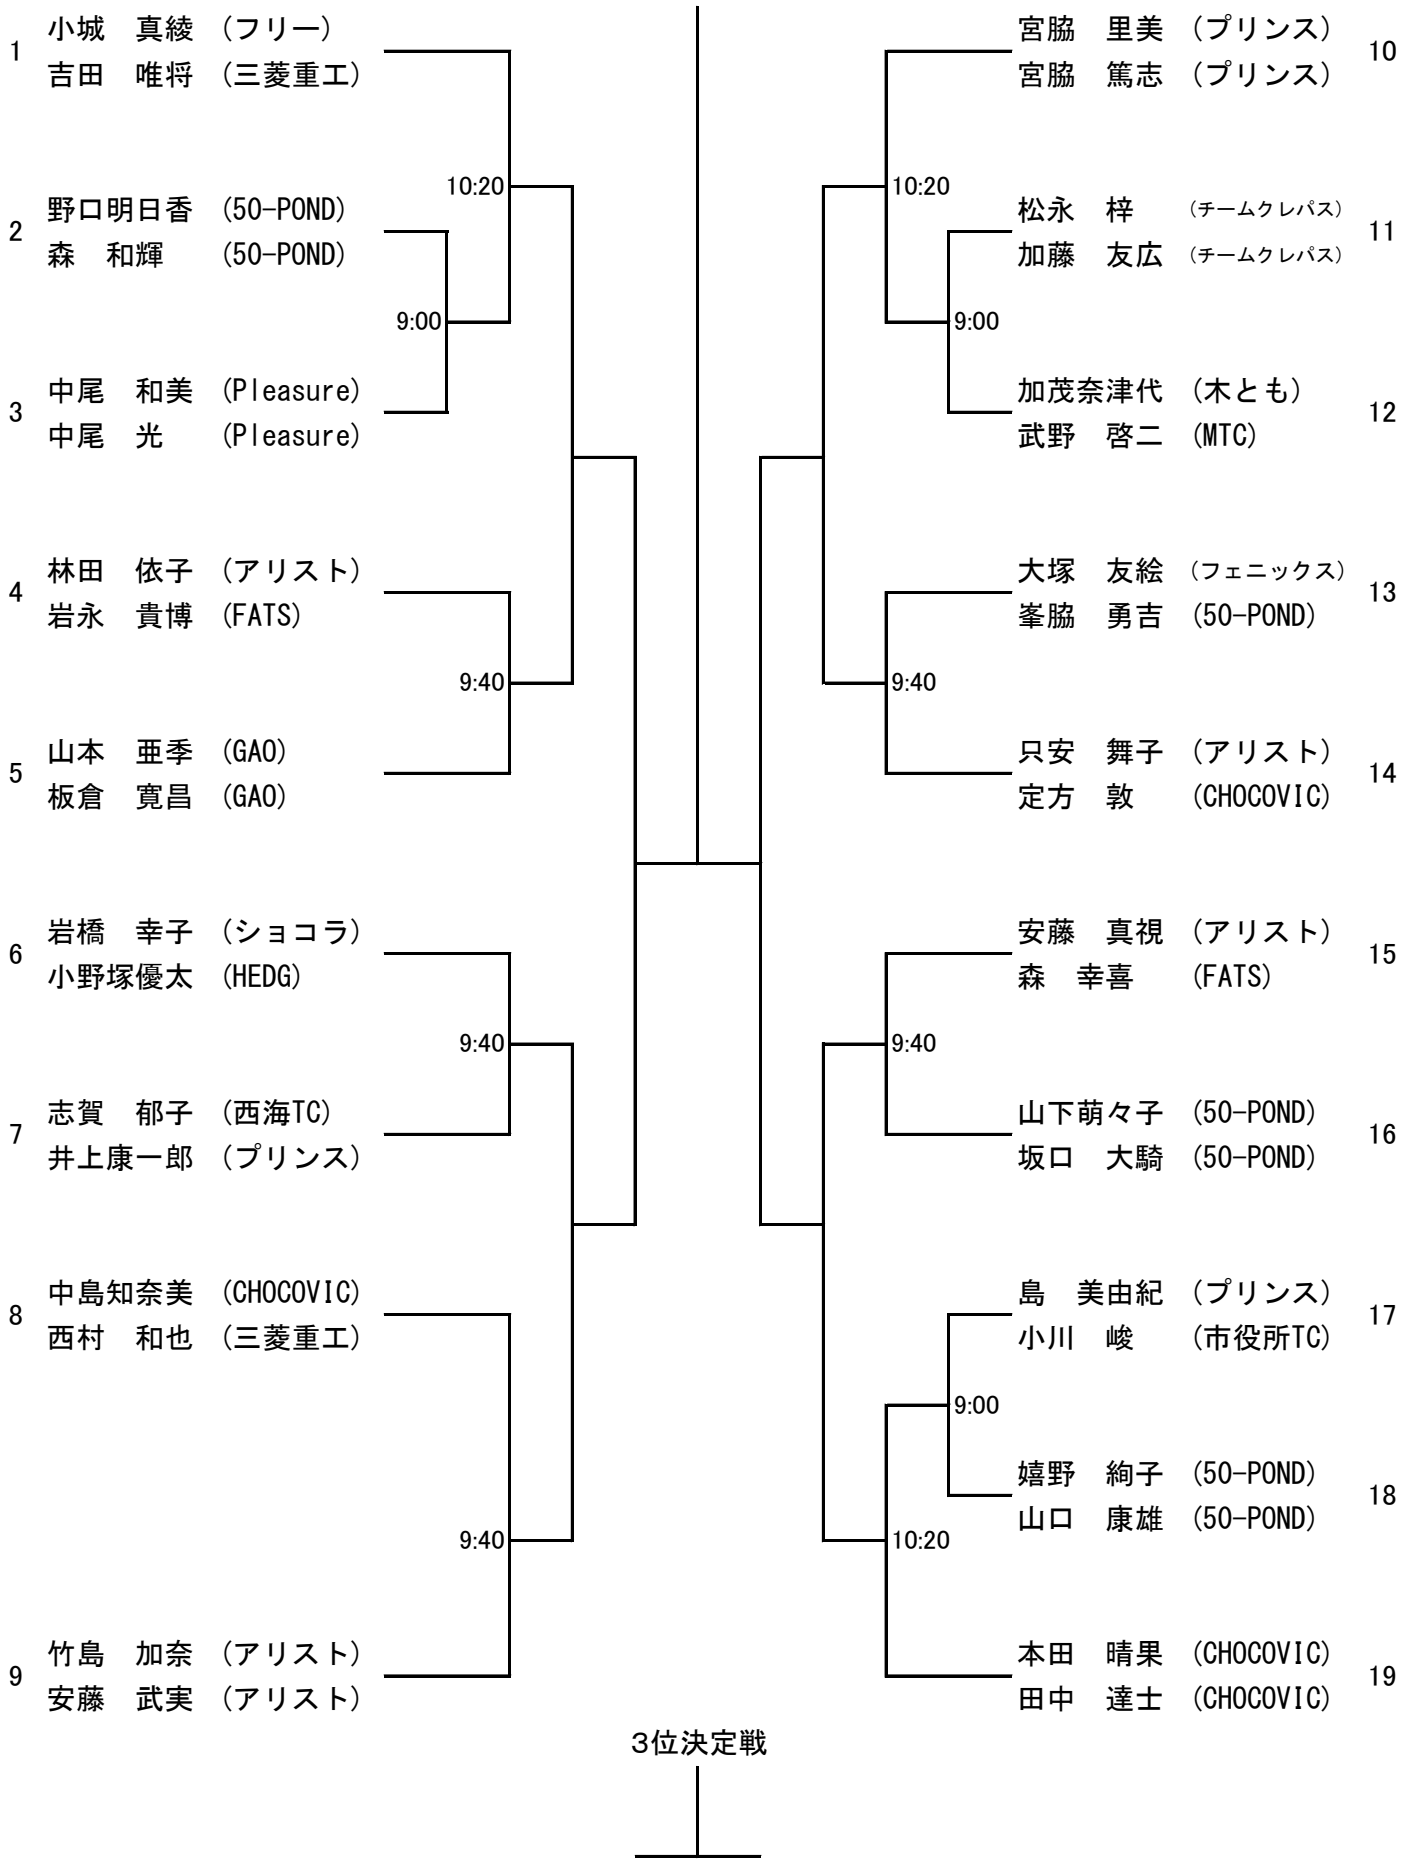 1
小城　真綾　(フリー)
吉田　唯将　(三菱重工)
10:20
2
野口明日香　(50-POND)
森　和輝　(50-POND)
9:00
3
中尾　和美　(Pleasure)
中尾　光　(Pleasure)
4
林田　依子　(アリスト)
岩永　貴博　(FATS)
9:40
5
山本　亜季　(GAO)
板倉　寛昌　(GAO)
6
岩橋　幸子　(ショコラ)
小野塚優太　(HEDG)
9:40
7
志賀　郁子　(西海TC)
井上康一郎　(プリンス)
8
中島知奈美　(CHOCOVIC)
西村　和也　(三菱重工)
9:40
9
竹島　加奈　(アリスト)
安藤　武実　(アリスト)
宮脇　里美　(プリンス)
宮脇　篤志　(プリンス)
10
10:20
松永　梓　(チームクレパス)
加藤　友広　(チームクレパス)
11
9:00
加茂奈津代　(木とも)
武野　啓二　(MTC)
12
大塚　友絵　(フェニックス)
峯脇　勇吉　(50-POND)
13
9:40
只安　舞子　(アリスト)
定方　敦　(CHOCOVIC)
14
安藤　真視　(アリスト)
森　幸喜　(FATS)
15
9:40
山下萌々子　(50-POND)
坂口　大騎　(50-POND)
16
島　美由紀　(プリンス)
小川　峻　(市役所TC)
17
9:00
嬉野　絢子　(50-POND)
山口　康雄　(50-POND)
18
10:20
本田　晴果　(CHOCOVIC)
田中　達士　(CHOCOVIC)
19
3位決定戦